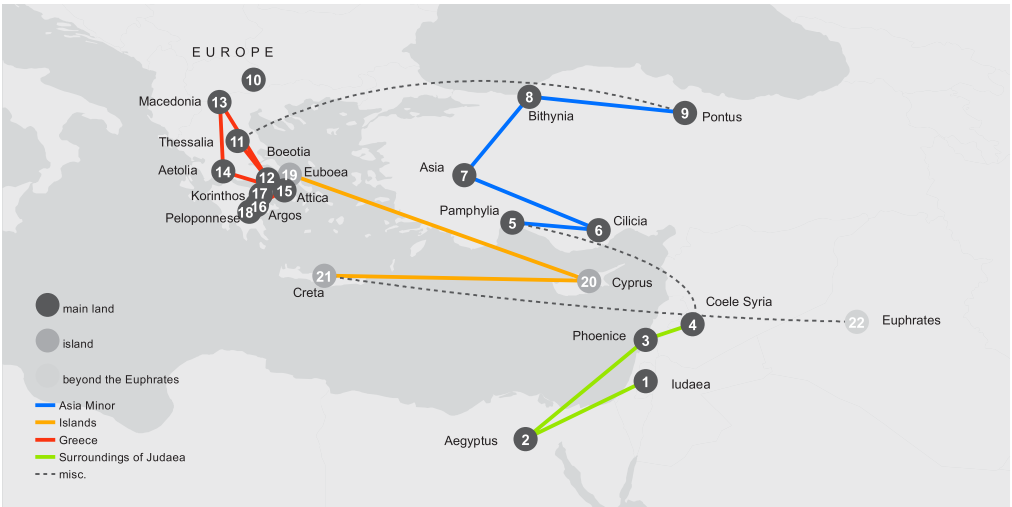 E U R O P E
10
Macedonia 13
8
Bithynia
9 Pontus
Thessalia 11
Boeotia
Aetolia 14
12 19 Euboea
Asia 7
Korinthos 17 15 Attica
Peloponnese 18 16 Argos
Pamphylia
5
6 Cilicia
21
Creta
20 Cyprus
Coele Syria
4
22 Euphrates
Phoenice 3
1 Iudaea
Aegyptus 2
main land
island
beyond the Euphrates
Asia Minor
Islands
Greece
Surroundings of Judaea
misc.